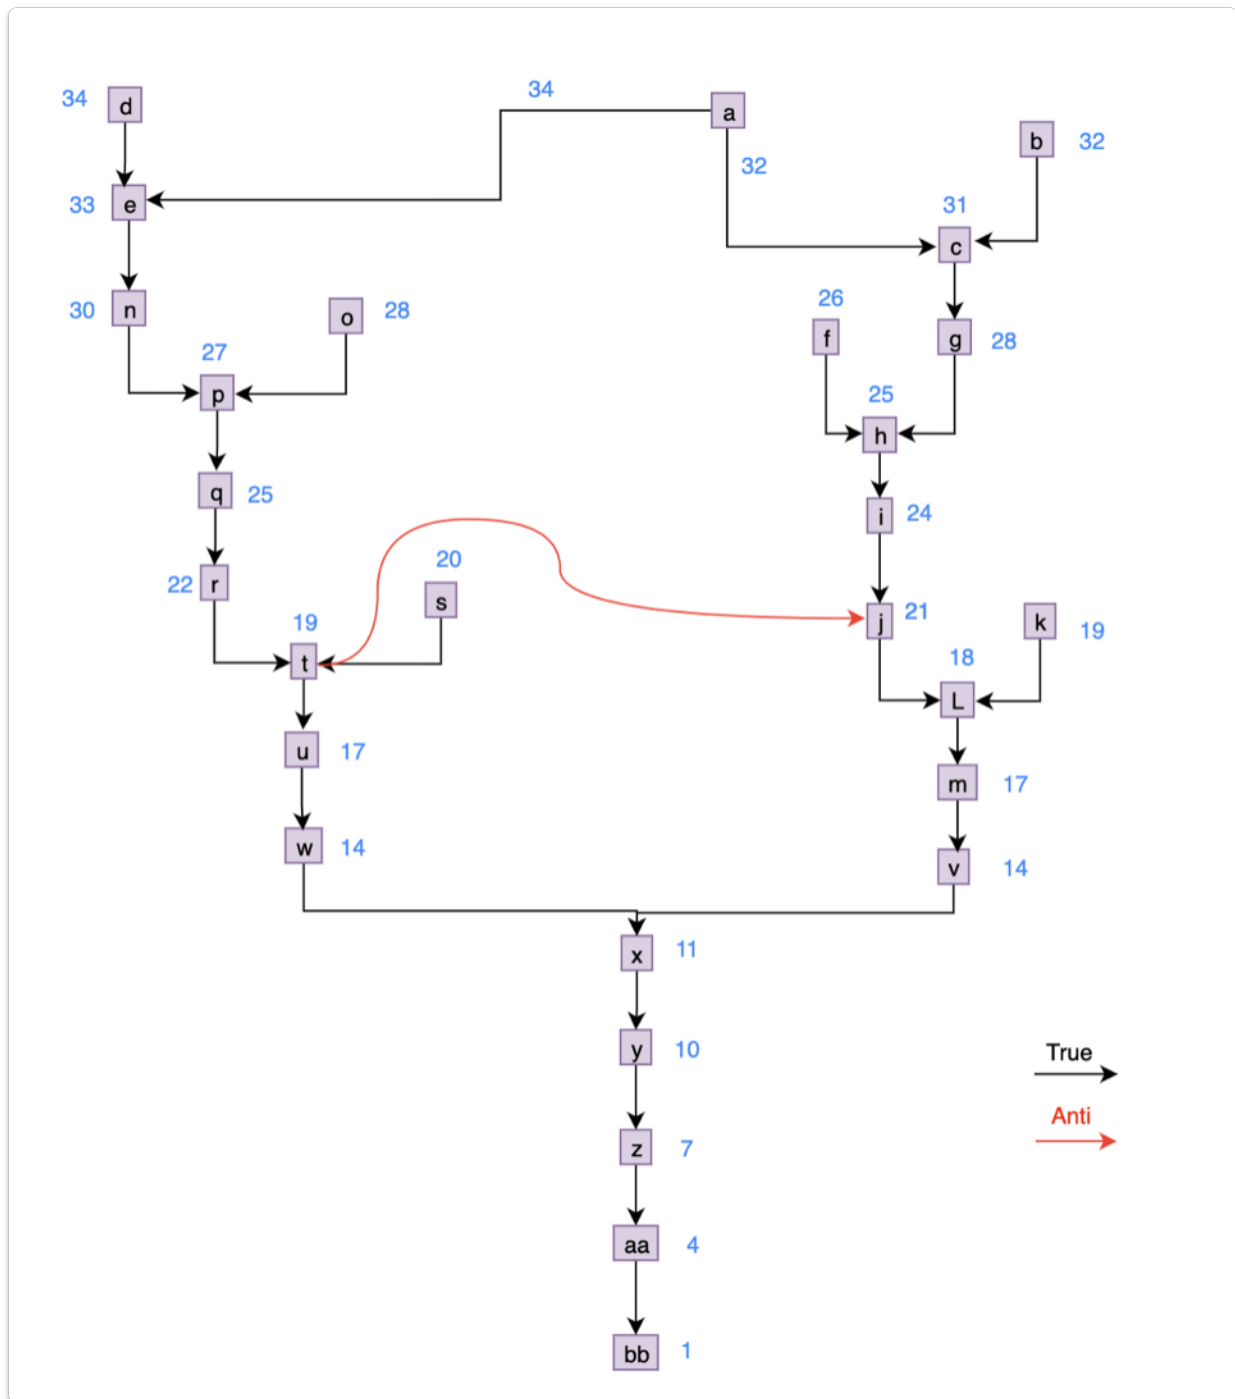 34 d
34
a
b 32
32
33 e
31
c
30 n
o 28
26
f
g 28
27
p
25
h
q 25
i 24
20
s
22 r
j 21
k 19
19
t
18
L
u 17
m 17
w 14
v 14
x 11
y 10
True
Anti
z 7
aa 4
bb 1